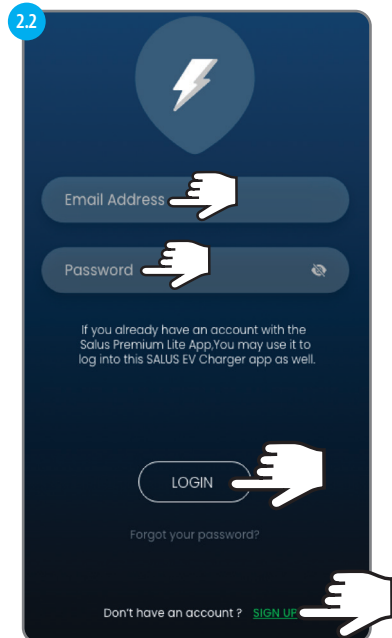 2.2
Email Address
Password
If you already have an account with the
Salus Premium Lite App,You may use it to
log into this SALUS EV Charger app as well.
LOGIN
Forgot your password?
Don't have an account ? SIGN UP